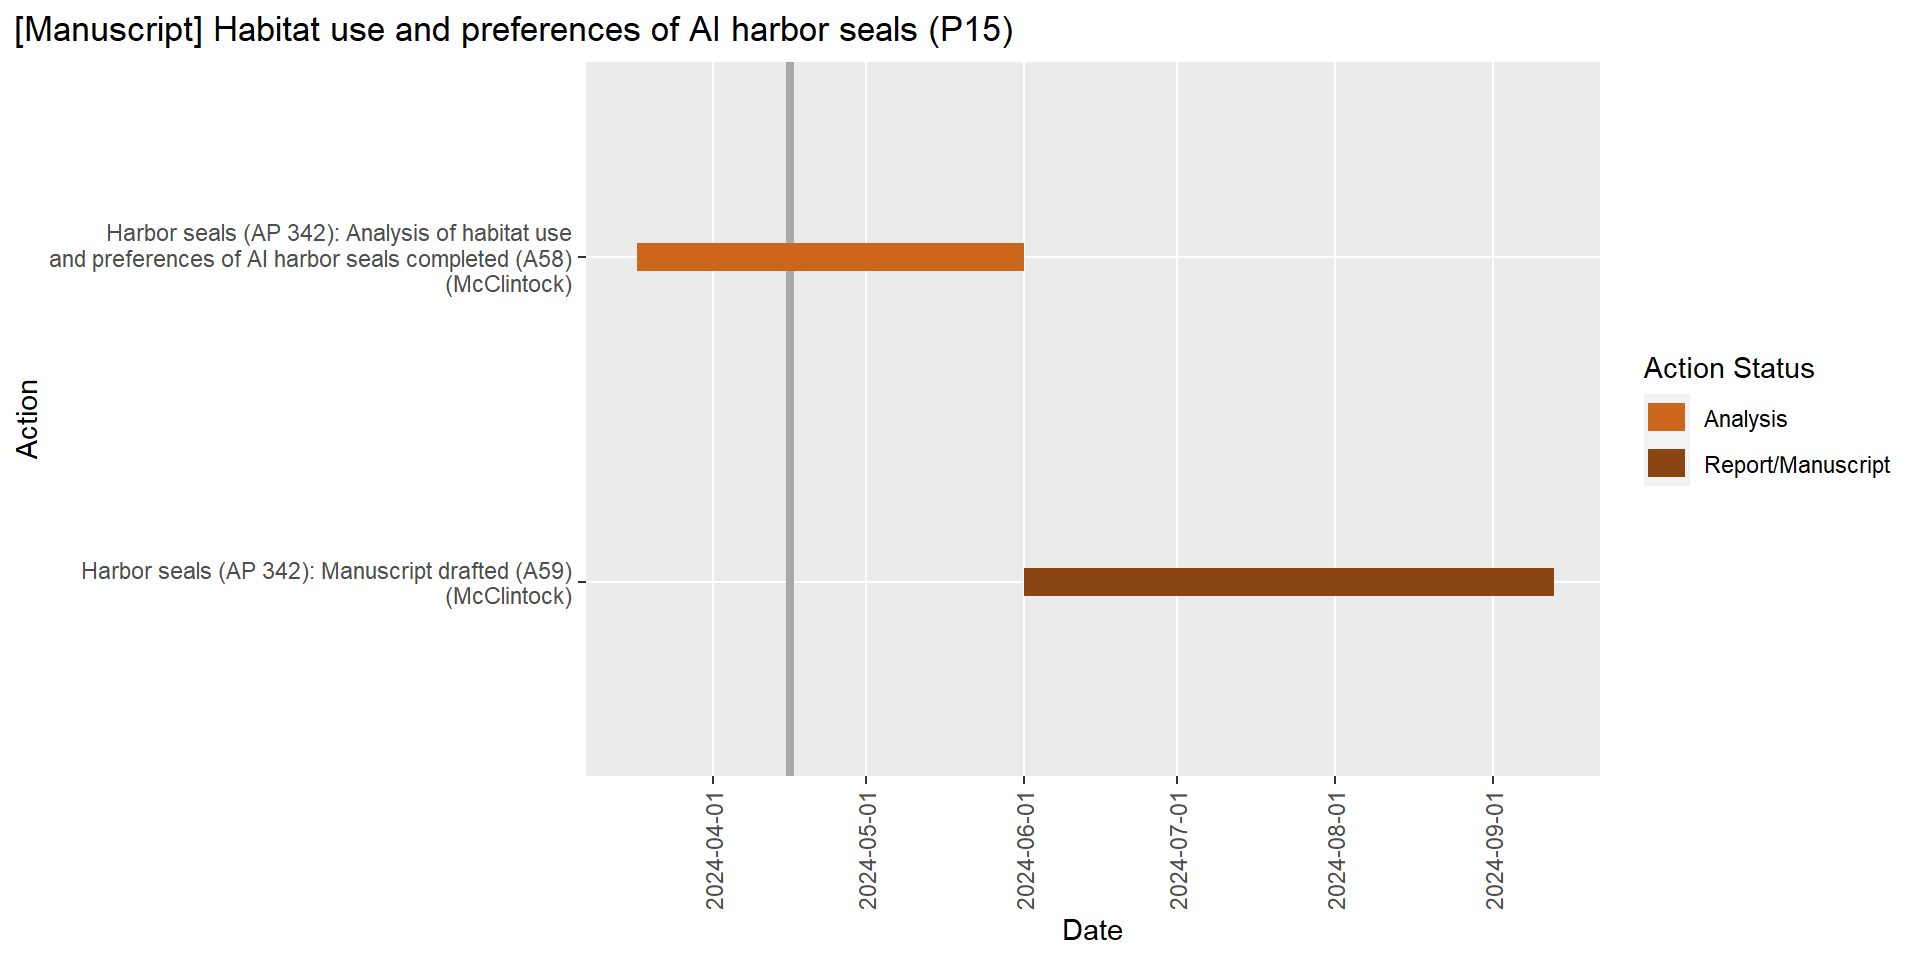 [Manuscript] Habitat use and preferences of AI harbor seals (P15)
Action
Harbor seals (AP 342): Analysis of habitat use
and preferences of AI harbor seals completed (A58)
(McClintock)
Harbor seals (AP 342): Manuscript drafted (A59)
(McClintock)
Action Status
Analysis
Report/Manuscript
2024-04-01
2024-05-01
2024-06-01
2024-07-01
2024-08-01
2024-09-01
Date